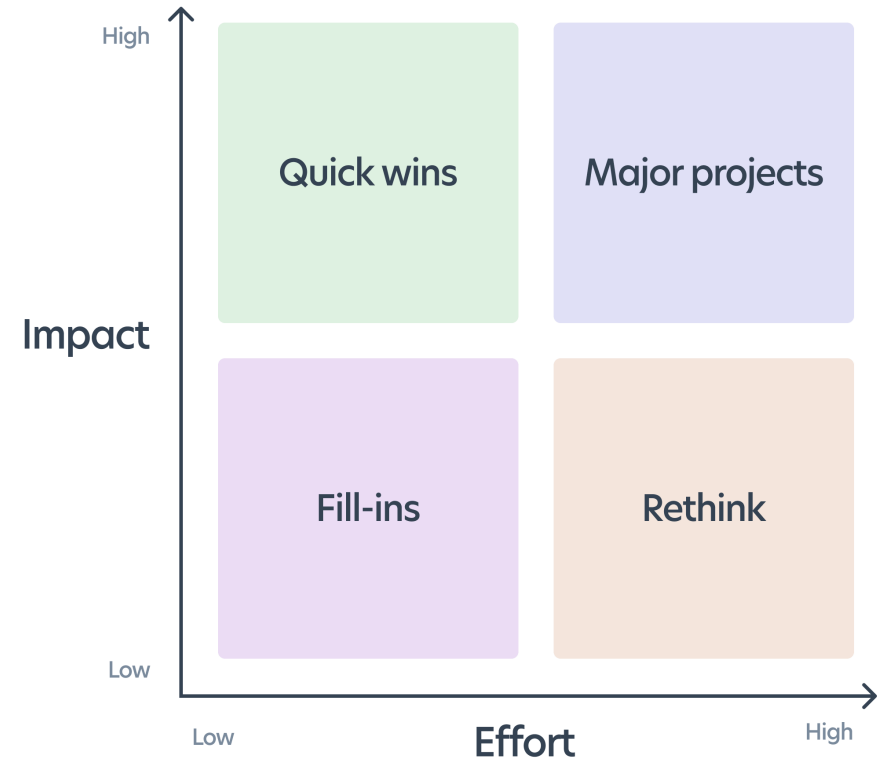 High
Quick wins
Major projects
Impact
Fill-ins
Rethink
Low
Low
Effort
High